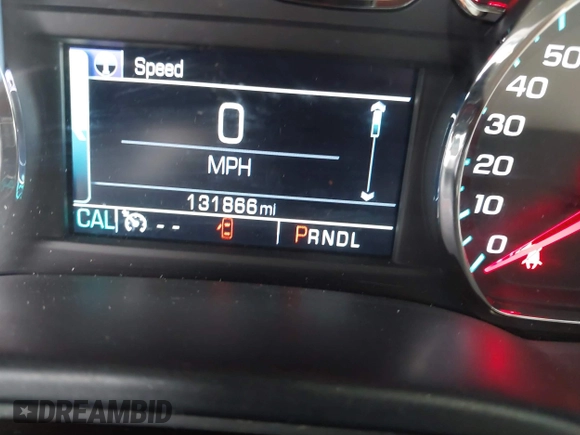 Speed
0
MPH
131866 mi
CAL -- PRNDL
50
40
30
20
10
0
DREAMBID